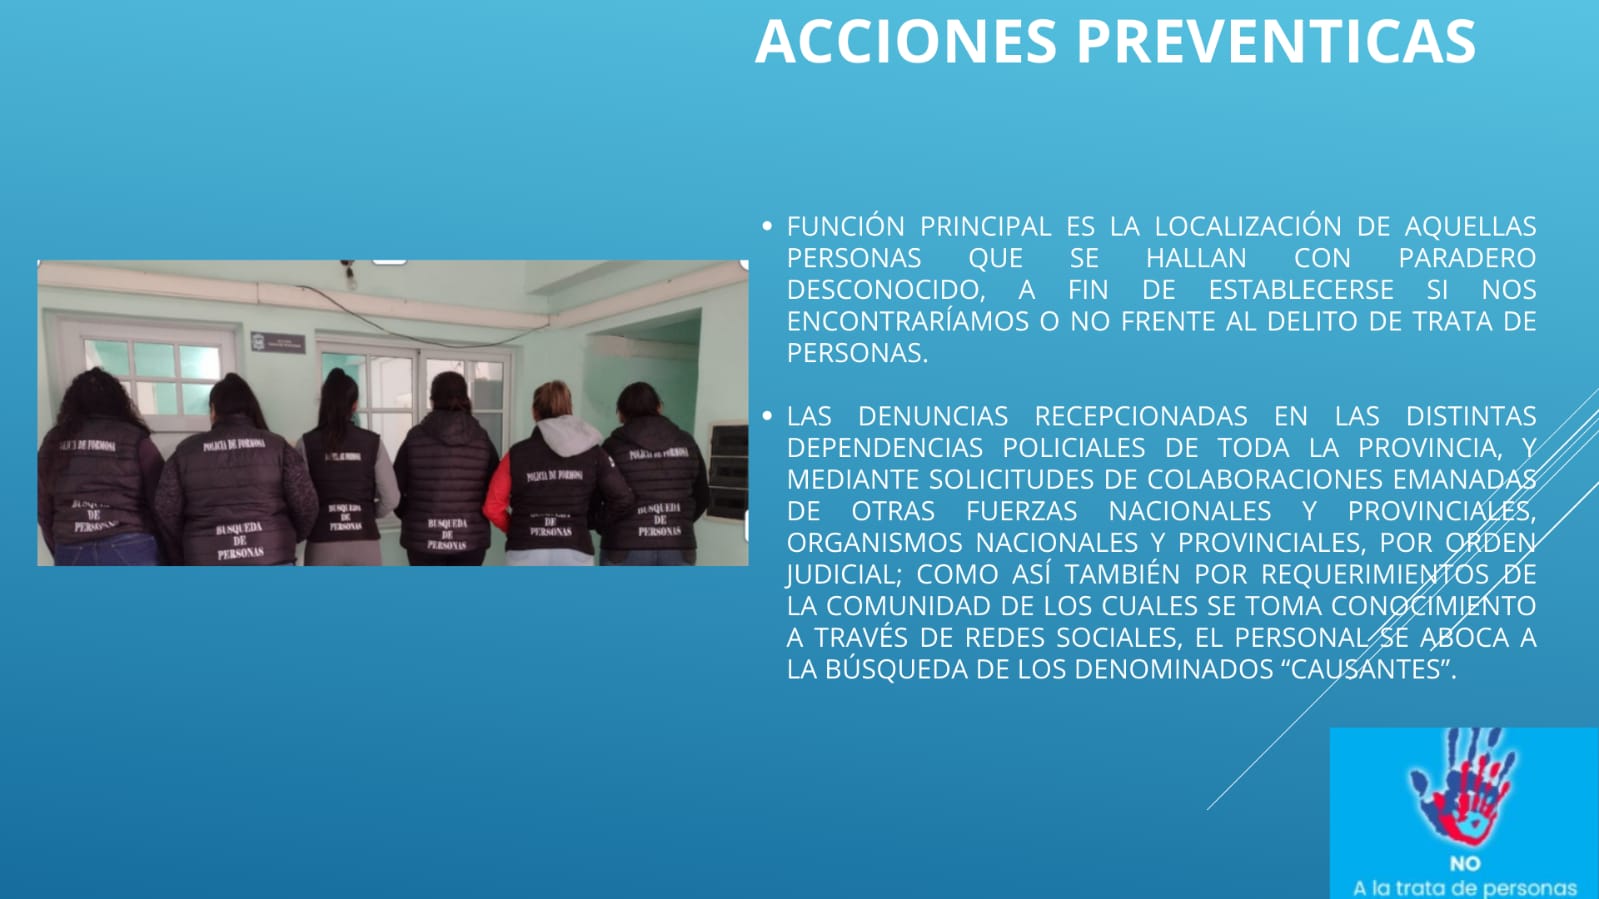 ACCIONES PREVENTICAS
FUNCIÓN PRINCIPAL ES LA LOCALIZACIÓN DE AQUELLAS
PERSONAS QUE SE HALLAN CON PARADERO
DESCONOCIDO, A FIN DE ESTABLECERSE SI NOS
ENCONTRARÍAMOS O NO FRENTE AL DELITO DE TRATA DE
PERSONAS.
LAS DENUNCIAS RECEPCIONADAS EN LAS DISTINTAS
DEPENDENCIAS POLICIALES DE TODA LA PROVINCIA, Y
MEDIANTE SOLICITUDES DE COLABORACIONES EMANADAS
DE OTRAS FUERZAS NACIONALES Y PROVINCIALES,
ORGANISMOS NACIONALES Y PROVINCIALES, POR ORDEN
JUDICIAL; COMO ASÍ TAMBIÉN POR REQUERIMIENTOS DE
LA COMUNIDAD DE LOS CUALES SE TOMA CONOCIMIENTO
A TRAVÉS DE REDES SOCIALES, EL PERSONAL SE ABOCA A
LA BÚSQUEDA DE LOS DENOMINADOS “CAUSANTES”.
DE FORMOSA
DE
POLICIA DE FORMOSA
BUSQUEDA
DE
PERSONAS
DE FORMOSA
BUSQUEDA
DE
PERSONAS
BUSQUEDA
DE
PERSONAS
POLICIA DE FORMOSA
DE
PERSONAS
POLICIA DE FORMOSA
BUSQUEDA
DE
PERSONAS
NO
A la trata de personas